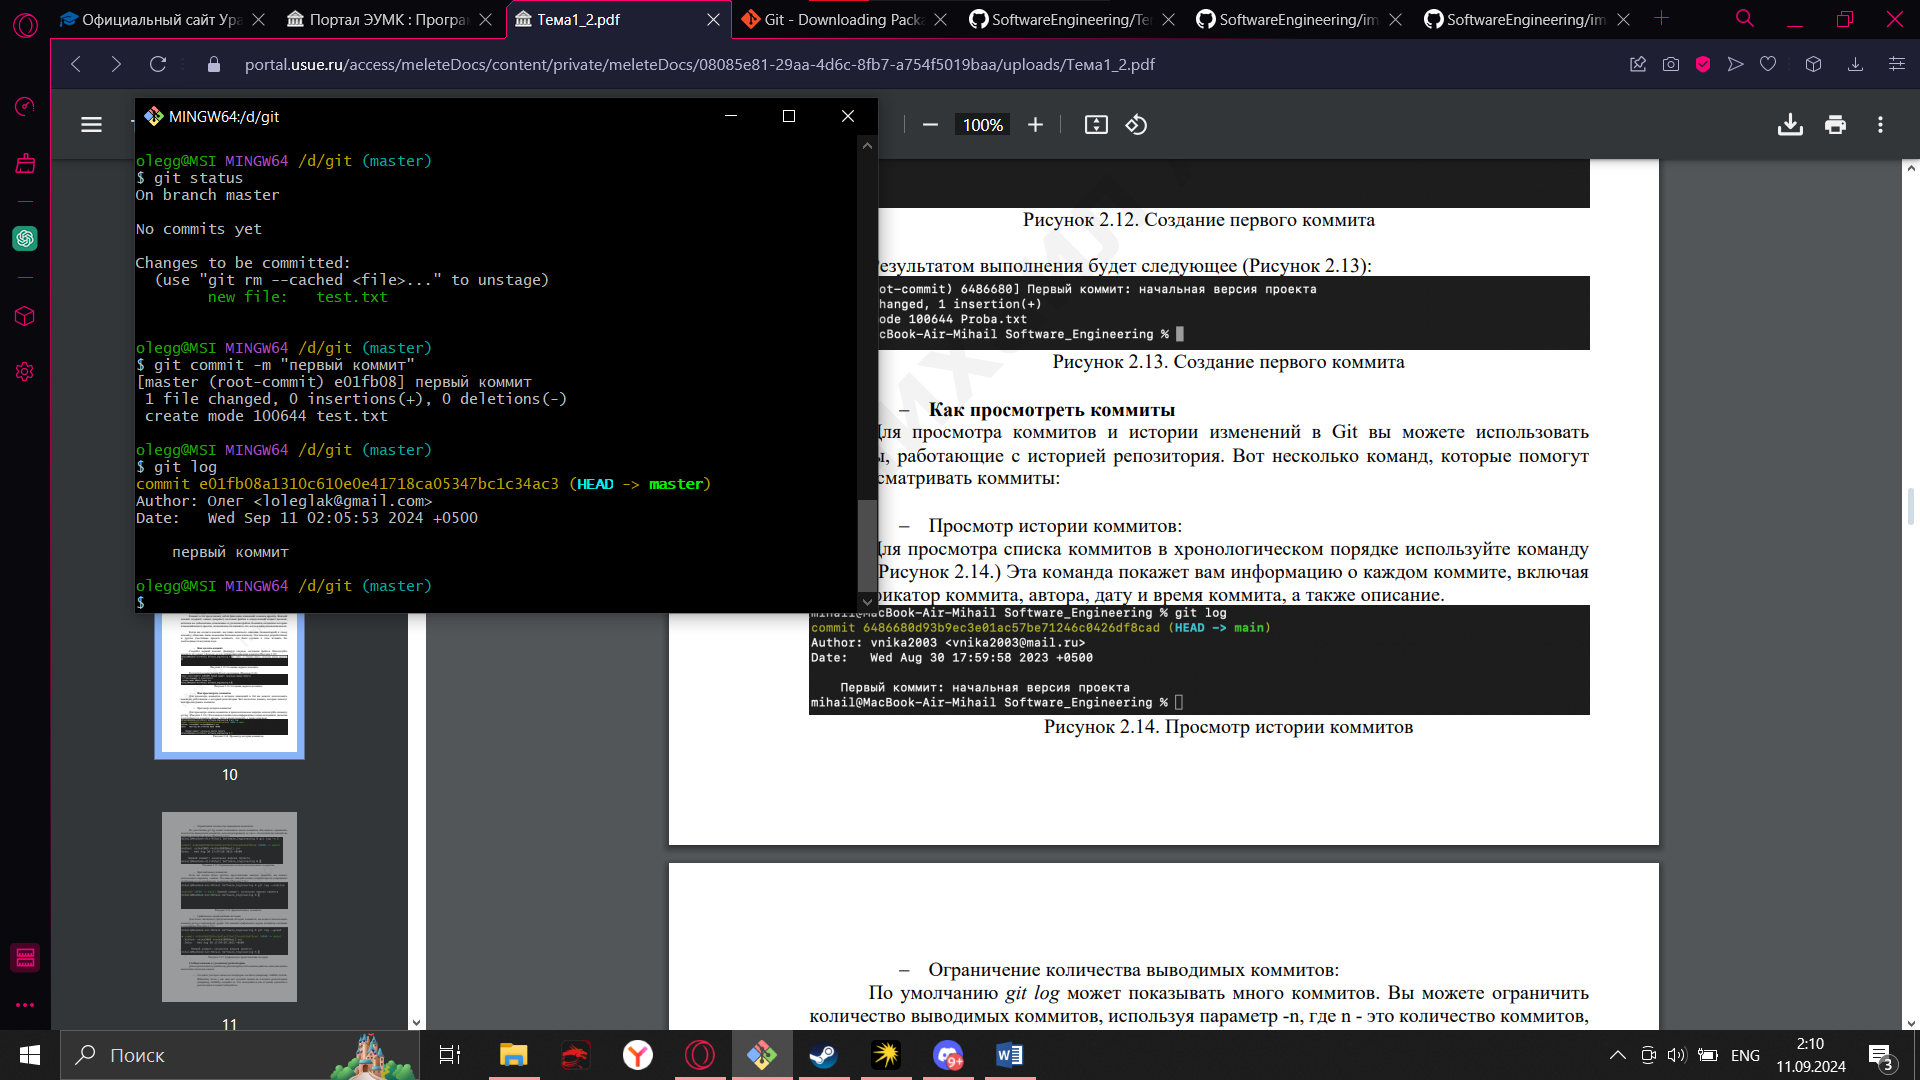 Официальный сайт Ура
Портал ЭУМК : Програм
Тема1_2.pdf
Git - Downloading Packa
SoftwareEngineering/Te
SoftwareEngineering/im
SoftwareEngineering/im
portal.usue.ru/access/meleteDocs/content/private/meleteDocs/08085e81-29aa-4d6c-8fb7-a754f5019baa/uploads/Тема1_2.pdf
100%
MINGW64:/d/git
olegg@MSI MINGW64 /d/git (master)
$ git status
On branch master
No commits yet
Changes to be committed:
(use "git rm --cached <file>..." to unstage)
new file:   test.txt
olegg@MSI MINGW64 /d/git (master)
$ git commit -m "первый коммит"
[master (root-commit) e01fb08] первый коммит
1 file changed, 0 insertions(+), 0 deletions(-)
create mode 100644 test.txt
olegg@MSI MINGW64 /d/git (master)
$ git log
commit e01fb08a1310c610e0e41718ca05347bc1c34ac3 (HEAD -> master)
Author: Олег <loleglak@gmail.com>
Date:   Wed Sep 11 02:05:53 2024 +0500
первый коммит
olegg@MSI MINGW64 /d/git (master)
$
Рисунок 2.12. Создание первого коммита
езультатом выполнения будет следующее (Рисунок 2.13):
ot-commit) 6486680] Первый коммит: начальная версия проекта
hanged, 1 insertion(+)
ode 100644 Proba.txt
acBook-Air-Mihail Software_Engineering %
Рисунок 2.13. Создание первого коммита
– Как просмотреть коммиты
Для просмотра коммитов и истории изменений в Git вы можете использовать
ы, работающие с историей репозитория. Вот несколько команд, которые помогут
сматривать коммиты:
– Просмотр истории коммитов:
Для просмотра списка коммитов в хронологическом порядке используйте команду
Рисунок 2.14.) Эта команда покажет вам информацию о каждом коммите, включая
фикатор коммита, автора, дату и время коммита, а также описание.
mihail@MacBook-Air-Mihail Software_Engineering % git log
commit 6486680d93b9ec3e01ac57be71246c0426df8cad (HEAD -> main)
Author: vnika2003 <vnika2003@mail.ru>
Date:   Wed Aug 30 17:59:58 2023 +0500
Первый коммит: начальная версия проекта
mihail@MacBook-Air-Mihail Software_Engineering %
Рисунок 2.14. Просмотр истории коммитов
– Ограничение количества выводимых коммитов:
По умолчанию git log может показывать много коммитов. Вы можете ограничить
количество выводимых коммитов, используя параметр -n, где n - это количество коммитов,
10
11
Поиск
9+
ENG
2:10
11.09.2024
3